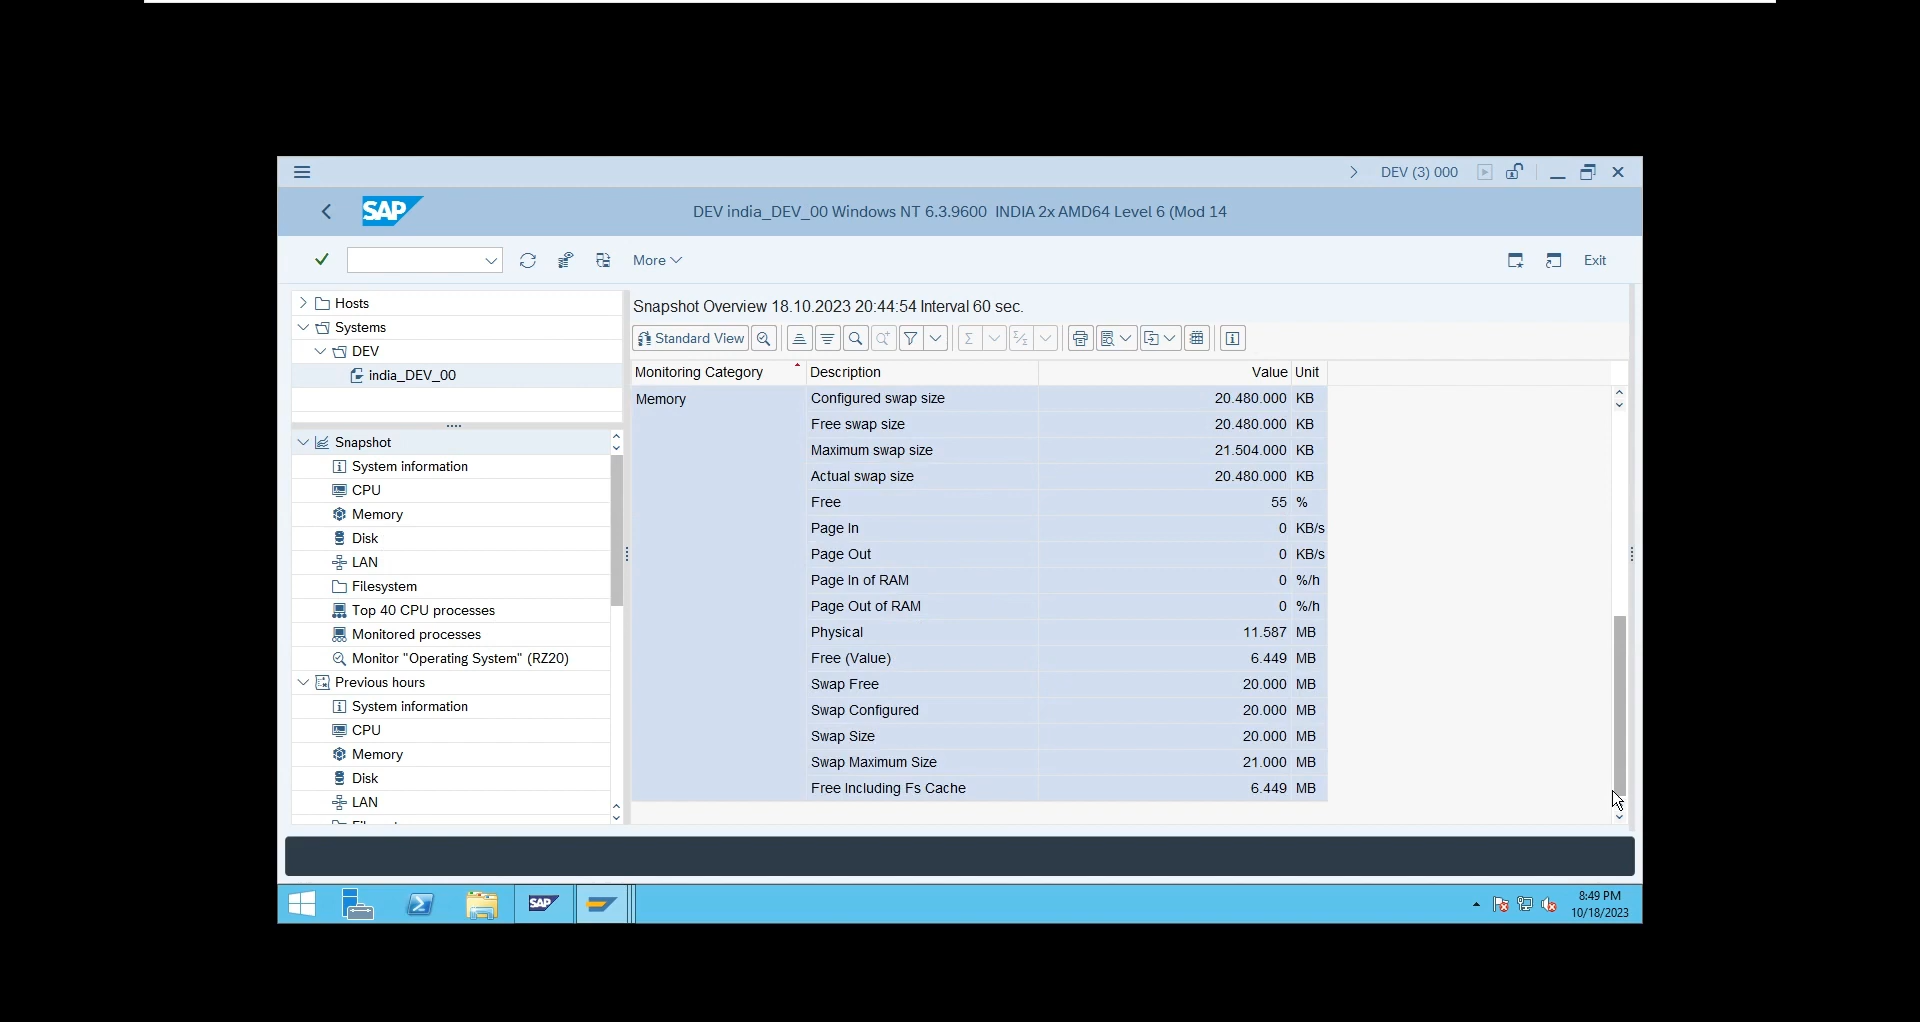 DEV (3) 000
SAP
DEV india_DEV_00 Windows NT 6.3.9600 INDIA 2x AMD64 Level 6 (Mod 14
More
Exit
Hosts
Systems
DEV
india_DEV_00
Snapshot
System information
CPU
Memory
Disk
LAN
Filesystem
Top 40 CPU processes
Monitored processes
Monitor "Operating System" (RZ20)
Previous hours
System information
CPU
Memory
Disk
LAN
Snapshot Overview 18.10.2023 20:44:54 Interval 60 sec.
Standard View
Monitoring Category Description Value Unit
Memory Configured swap size 20.480.000 KB
Free swap size 20.480.000 KB
Maximum swap size 21.504.000 KB
Actual swap size 20.480.000 KB
Free 55 %
Page In 0 KB/s
Page Out 0 KB/s
Page In of RAM 0 %/h
Page Out of RAM 0 %/h
Physical 11.587 MB
Free (Value) 6.449 MB
Swap Free 20.000 MB
Swap Configured 20.000 MB
Swap Size 20.000 MB
Swap Maximum Size 21.000 MB
Free Including Fs Cache 6.449 MB
SAP
8:49 PM
10/18/2023